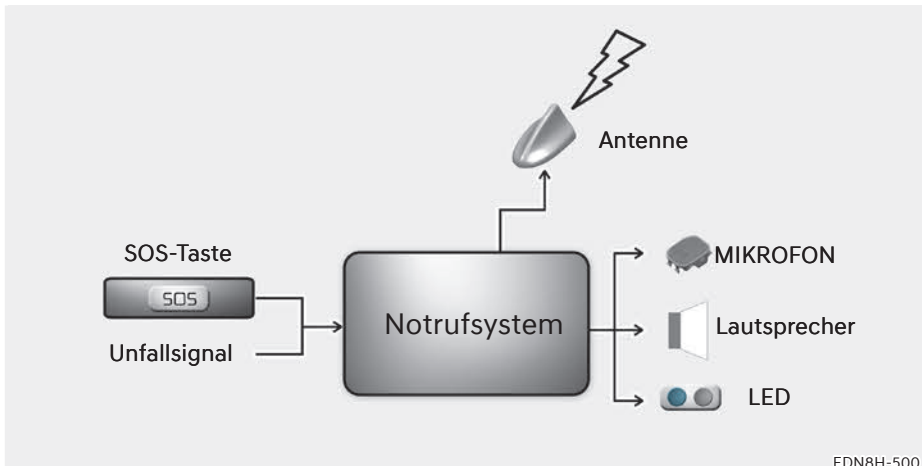 Antenne
SOS-Taste
SOS
Unfallsignal
Notrufsystem
MIKROFON
Lautsprecher
LED
EDN8H-500